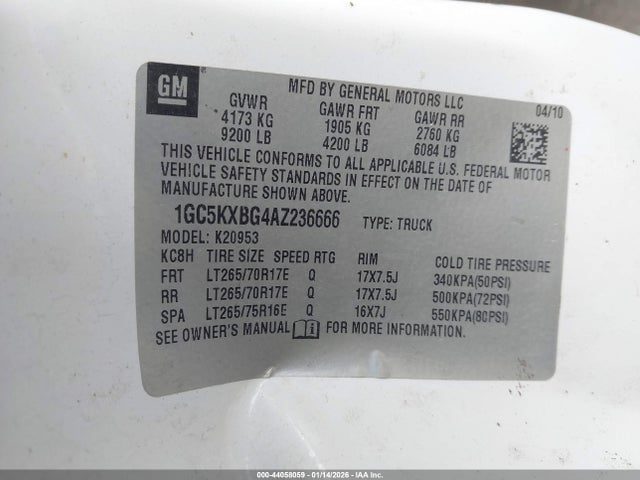 GM
MFD BY GENERAL MOTORS LLC
GVWR GAWR FRT GAWR RR 04/10
4173 KG 1905 KG 2760 KG
9200 LB 4200 LB 6084 LB
THIS VEHICLE CONFORMS TO ALL APPLICABLE U.S. FEDERAL MOTOR
VEHICLE SAFETY STANDARDS IN EFFECT ON THE DATE OF
MANUFACTURE SHOWN ABOVE.
1GC5KXBG4AZ236666 TYPE: TRUCK
MODEL: K20953
KC8H TIRE SIZE SPEED RTG RIM COLD TIRE PRESSURE
FRT LT265/70R17E Q 17X7.5J 340KPA(50PSI)
RR LT265/70R17E Q 17X7.5J 500KPA(72PSI)
SPA LT265/75R16E Q 16X7J 550KPA(80PSI)
SEE OWNER'S MANUAL FOR MORE INFORMATION.
000-44058059 - 01/14/2026 - IAA Inc.